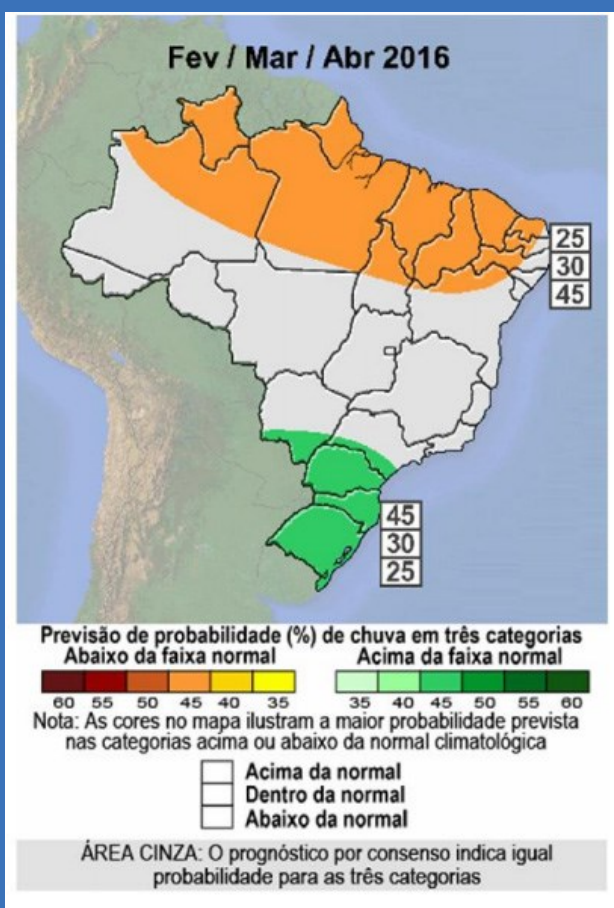 Fev / Mar / Abr 2016
25
30
45
45
30
25
Previsão de probabilidade (%) de chuva em três categorias
Abaixo da faixa normal Acima da faixa normal
60 55 50 45 40 35 35 40 45 50 55 60
Nota: As cores no mapa ilustram a maior probabilidade prevista
nas categorias acima ou abaixo da normal climatológica
Acima da normal
Dentro da normal
Abaixo da normal
ÁREA CINZA: O prognóstico por consenso indica igual
probabilidade para as três categorias